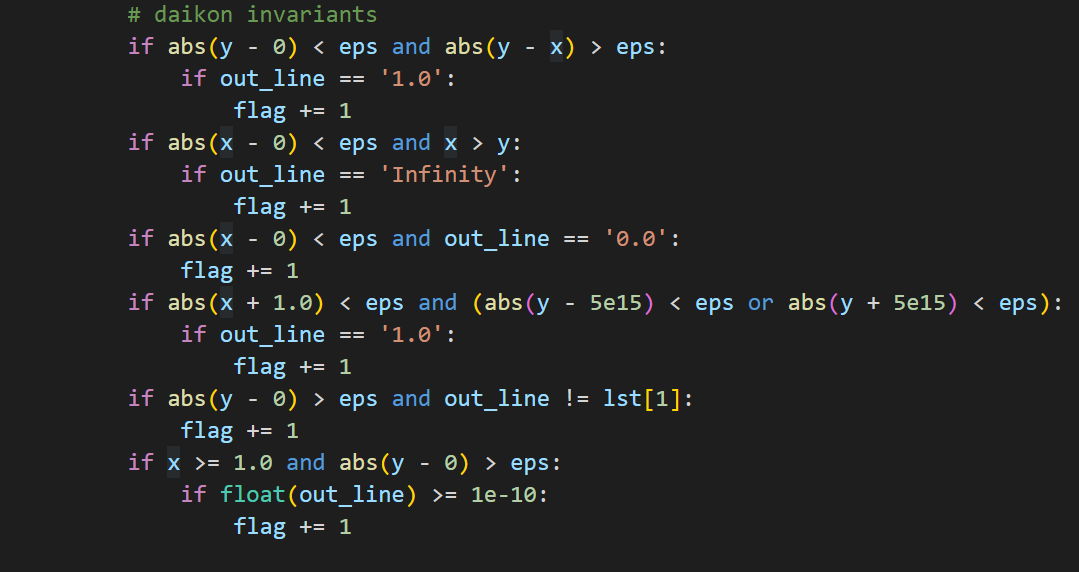 # daikon invariants
if abs(y - 0) < eps and abs(y - x) > eps:
    if out_line == '1.0':
        flag += 1
if abs(x - 0) < eps and x > y:
    if out_line == 'Infinity':
        flag += 1
if abs(x - 0) < eps and out_line == '0.0':
    flag += 1
if abs(x + 1.0) < eps and (abs(y - 5e15) < eps or abs(y + 5e15) < eps):
    if out_line == '1.0':
        flag += 1
if abs(y - 0) > eps and out_line != lst[1]:
    flag += 1
if x >= 1.0 and abs(y - 0) > eps:
    if float(out_line) >= 1e-10:
        flag += 1